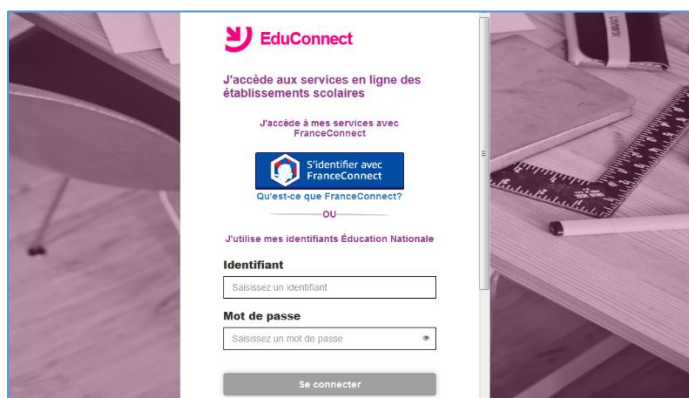 EduConnect
J'accède aux services en ligne des
établissements scolaires
J'accède à mes services avec
FranceConnect
S'identifier avec
FranceConnect
Qu'est-ce que FranceConnect?
OU
J'utilise mes identifiants Éducation Nationale
Identifiant
Saisissez un identifiant
Mot de passe
Saisissez un mot de passe
Se connecter